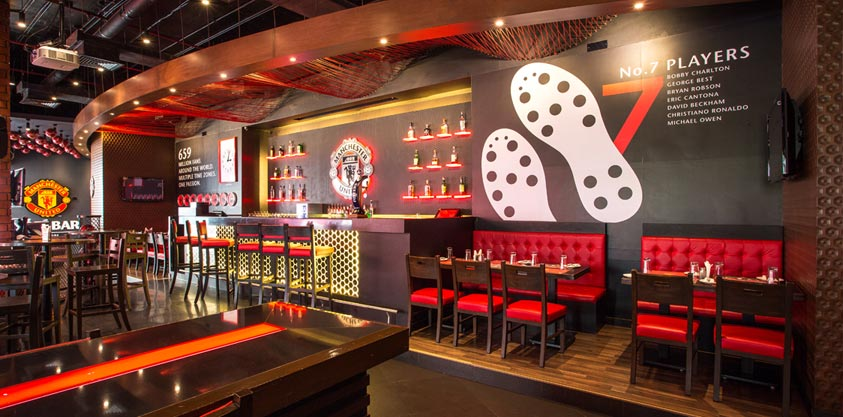 659
MILLION FANS.
AROUND THE WORLD.
MULTIPLE TIME ZONES.
ONE PASSION.
MANCHESTER
UNITED
BAR
MANCHESTER
UNITED
No.7 PLAYERS
7
BOBBY CHARLTON
GEORGE BEST
BRYAN ROBSON
ERIC CANTONA
DAVID BECKHAM
CHRISTIANO RONALDO
MICHAEL OWEN